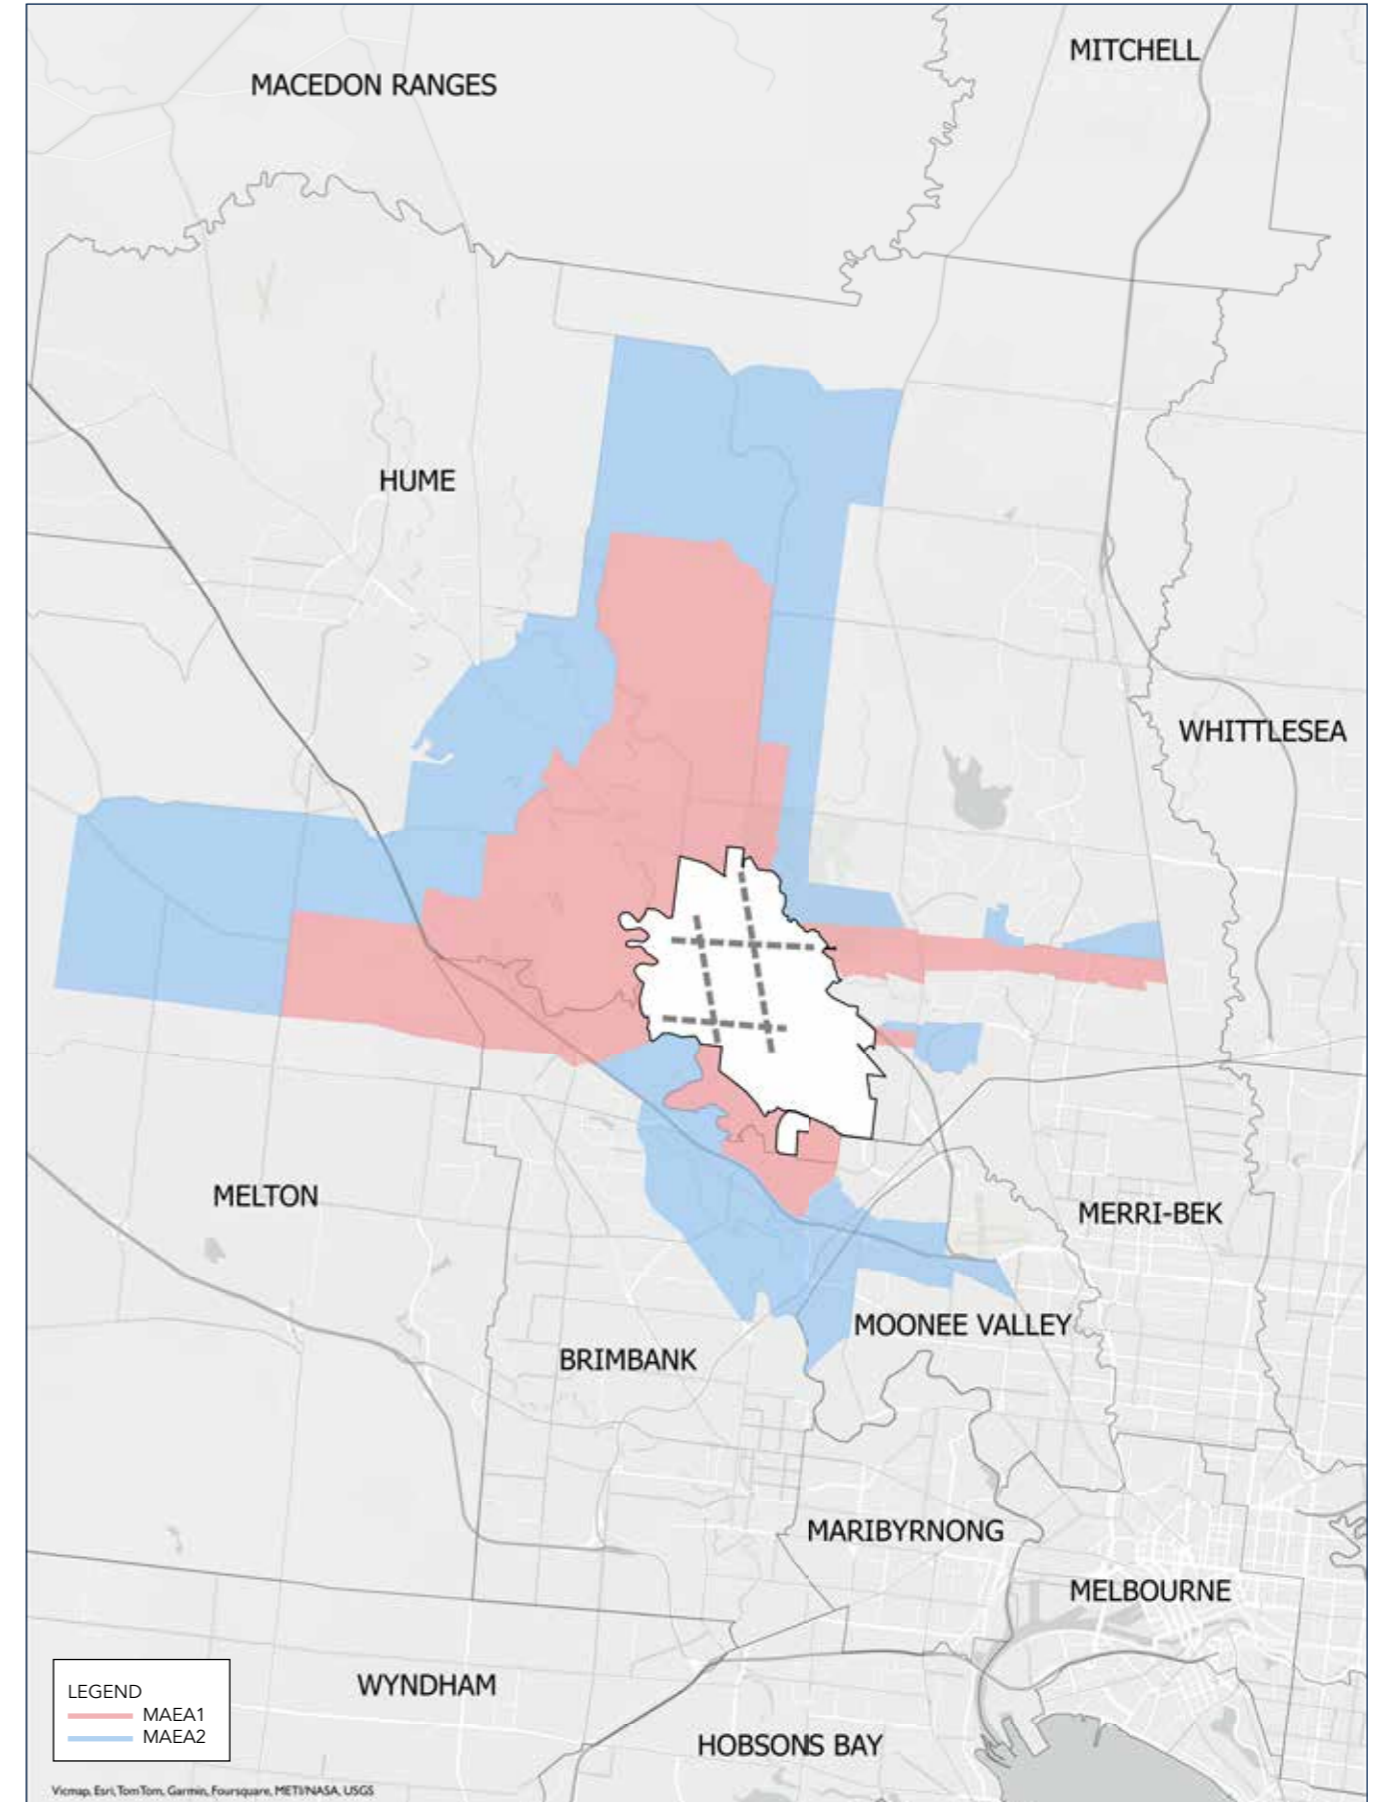 MITCHELL
MACEDON RANGES
HUME
WHITTLESEA
MELTON
MERRI-BEK
MOONEE VALLEY
BRIMBANK
MARIBYRNONG
MELBOURNE
WYNDHAM
HOBSONS BAY
LEGEND
MAEA1
MAEA2
Vicmap, Esri, TomTom, Garmin, Foursquare, METI/NASA, USGS